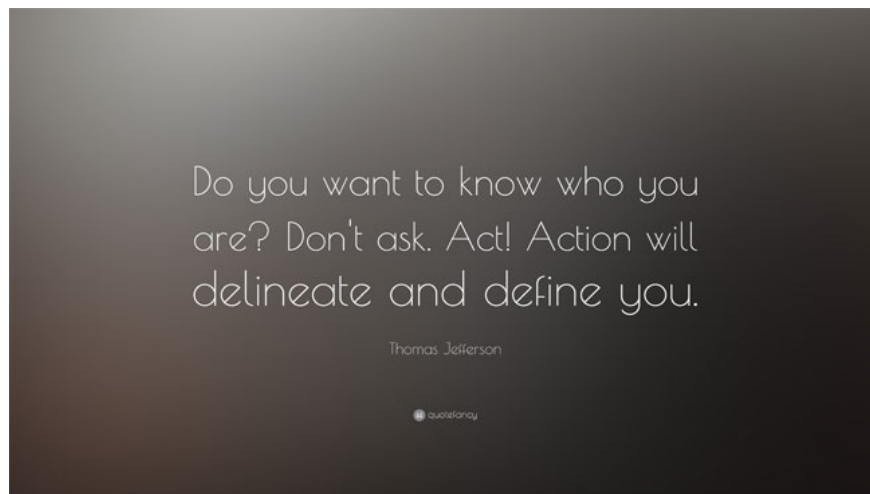 Do you want to know who you
are? Don't ask. Act! Action will
delineate and define you.
Thomas Jefferson
quotefancy